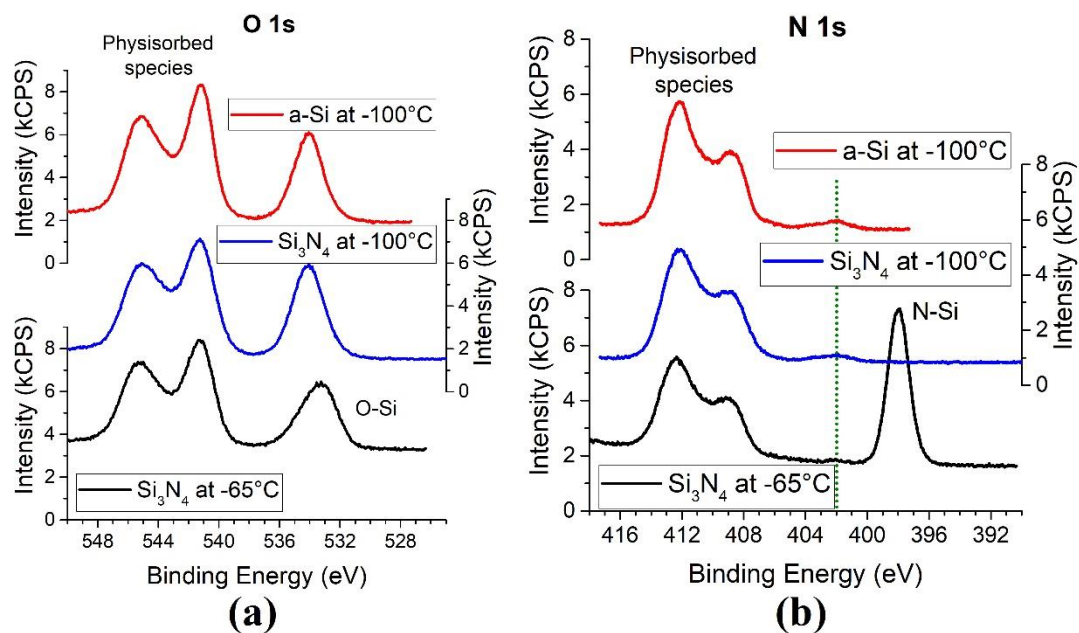 O 1s
Physisorbed
species
Intensity (kCPS)
8
6
4
2
0
a-Si at -100°C
Si₃N₄ at -100°C
8
6
4
2
0
Intensity (kCPS)
Intensity (kCPS)
8
6
4
2
0
O-Si
Si₃N₄ at -65°C
548 544 540 536 532 528
Binding Energy (eV)
(a)
N 1s
Physisorbed
species
Intensity (kCPS)
8
6
4
2
0
a-Si at -100°C
Si₃N₄ at -100°C
8
6
4
2
0
Intensity (kCPS)
Intensity (kCPS)
8
6
4
2
0
N-Si
Si₃N₄ at -65°C
416 412 408 404 400 396 392
Binding Energy (eV)
(b)